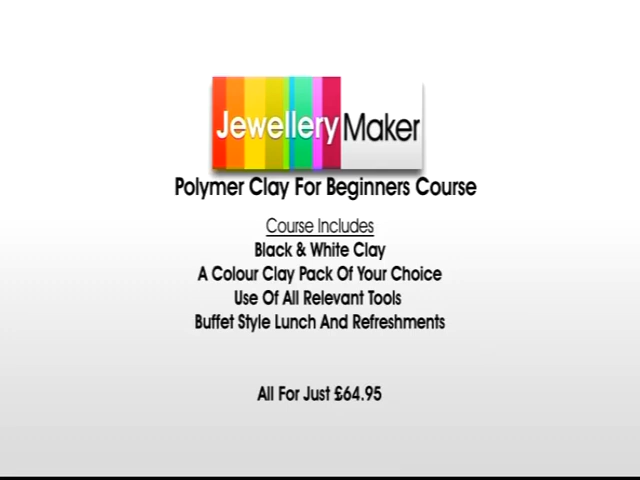 JewelleryMaker
Polymer Clay For Beginners Course
Course Includes
Black & White Clay
A Colour Clay Pack Of Your Choice
Use Of All Relevant Tools
Buffet Style Lunch And Refreshments
All For Just £64.95